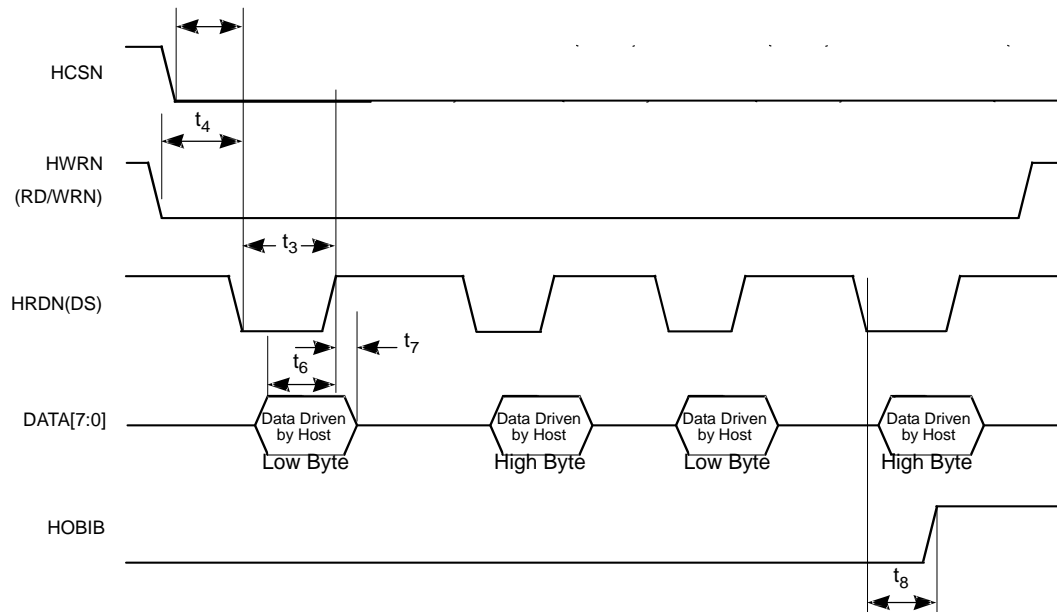 HCSN
t4
HWRN
(RD/WRN)
t3
HRDN(DS)
t7
t6
DATA[7:0]
Data Driven
by Host
Low Byte
Data Driven
by Host
High Byte
Data Driven
by Host
Low Byte
Data Driven
by Host
High Byte
HOBIB
t8